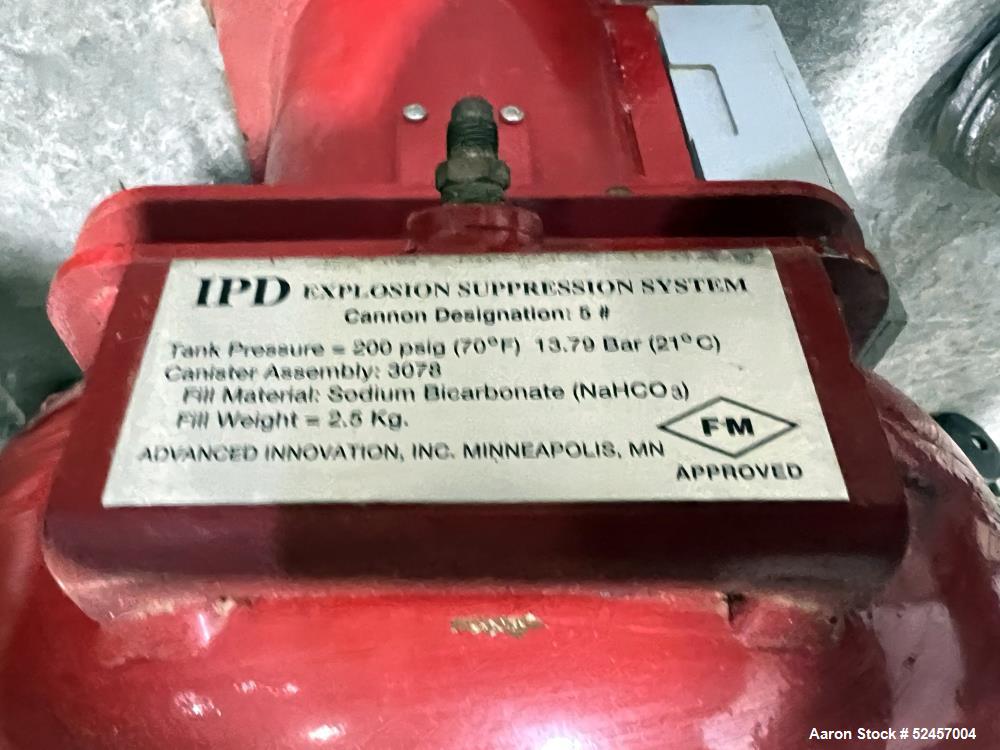 IPD EXPLOSION SUPPRESSION SYSTEM
Cannon Designation: 5 #
Tank Pressure = 200 psig (70°F) 13.79 Bar (21°C)
Canister Assembly: 3078
Fill Material: Sodium Bicarbonate (NaHCO3)
Fill Weight = 2.5 Kg.
ADVANCED INNOVATION, INC. MINNEAPOLIS, MN
FM
APPROVED
Aaron Stock # 52457004